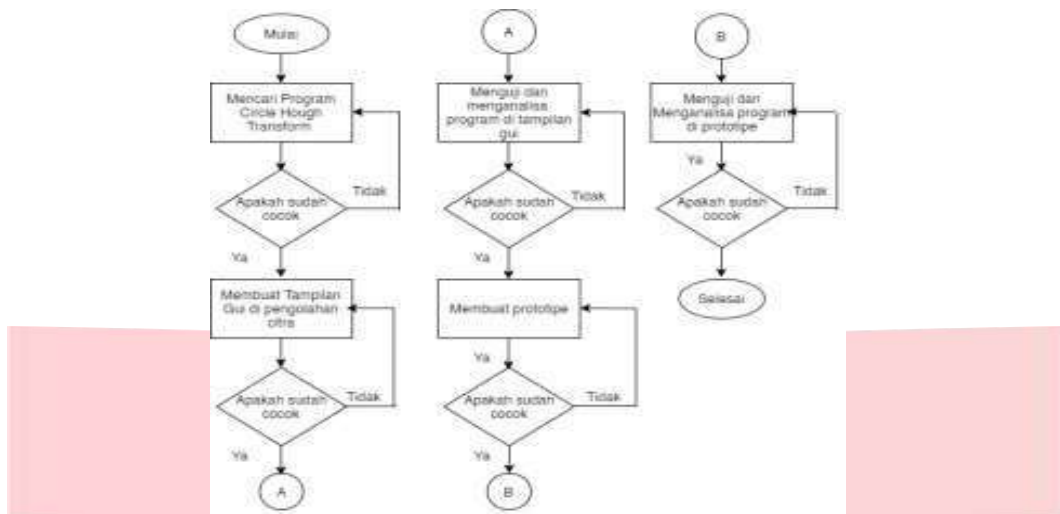 Mulai
Mencari Program
Circle Hough
Transform
Apakah sudah
cocok
Tidak
Ya
Membuat Tampilan
Gui di pengolahan
citra
Apakah sudah
cocok
Tidak
Ya
A
A
Menguji dan
menganalisa
program di tampilan
gui
Apakah sudah
cocok
Tidak
Ya
Membuat prototipe
Ya
Apakah sudah
cocok
Tidak
Ya
B
B
Menguji dan
Menganalisa program
di prototipe
Ya
Apakah sudah
cocok
Tidak
Selesai